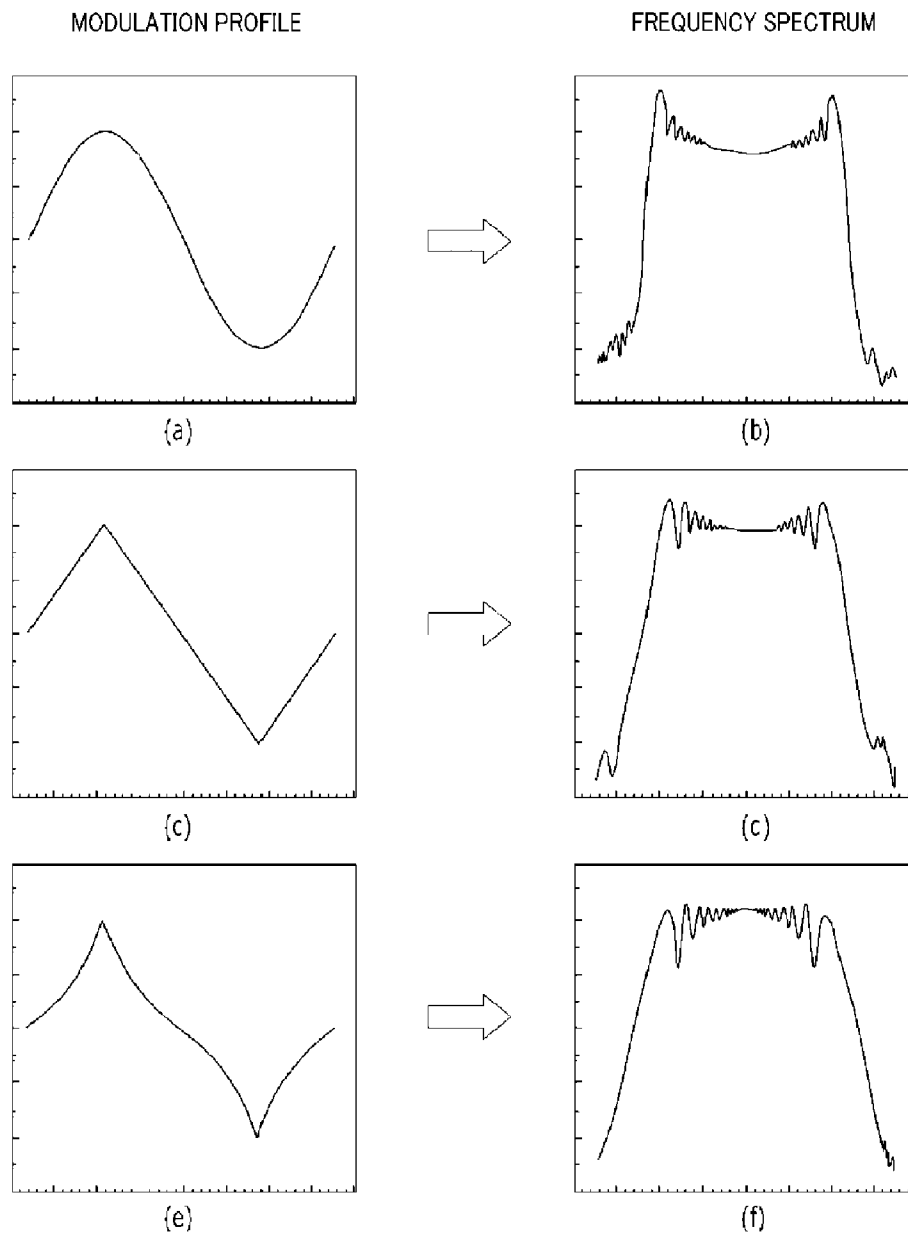 MODULATION PROFILE
FREQUENCY SPECTRUM
(a)
(b)
(c)
(c)
(e)
(f)